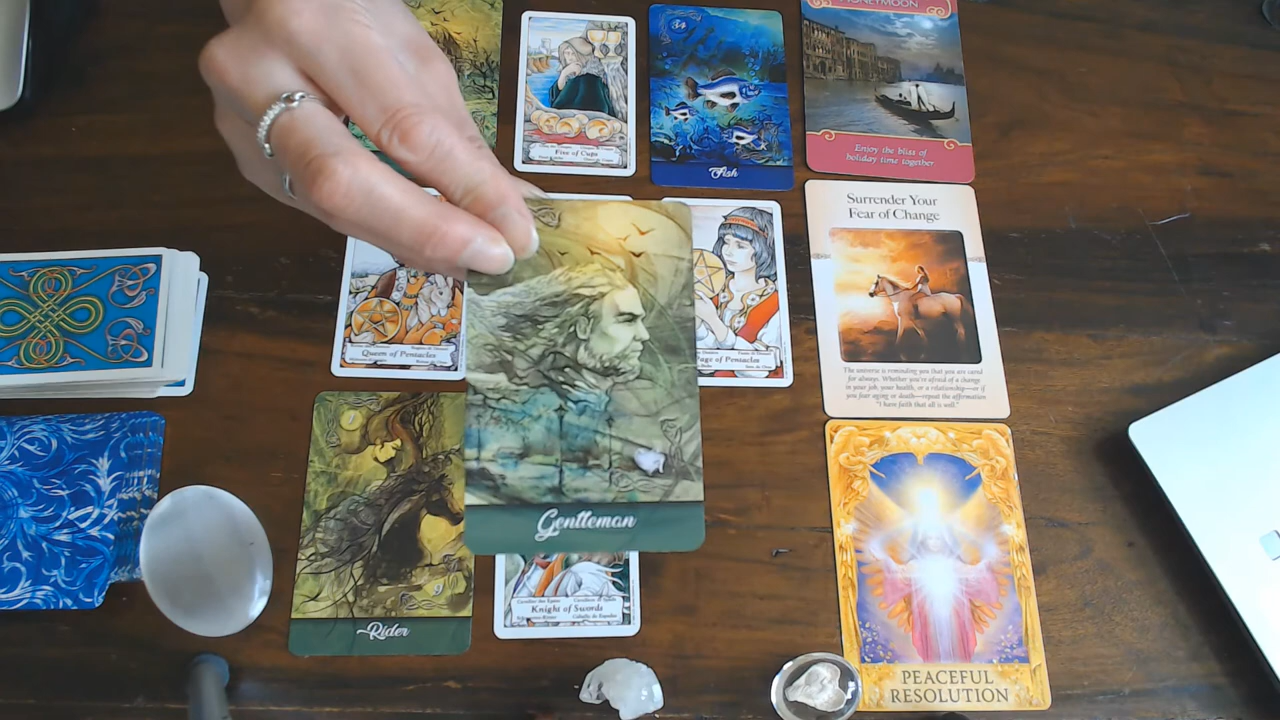 HONEYMOON
Five of Cups
Fish
Enjoy the bliss of
holiday time together
Surrender Your
Fear of Change
The universe is reminding you that you are cared
for always. Whether you're afraid of a change
in your job, your health, or a relationship—or if
you fear aging or death—repeat the affirmation
"I have faith that all is well."
Queen of Pentacles
Page of Pentacles
Gentleman
Rider
Knight of Swords
PEACEFUL
RESOLUTION
34